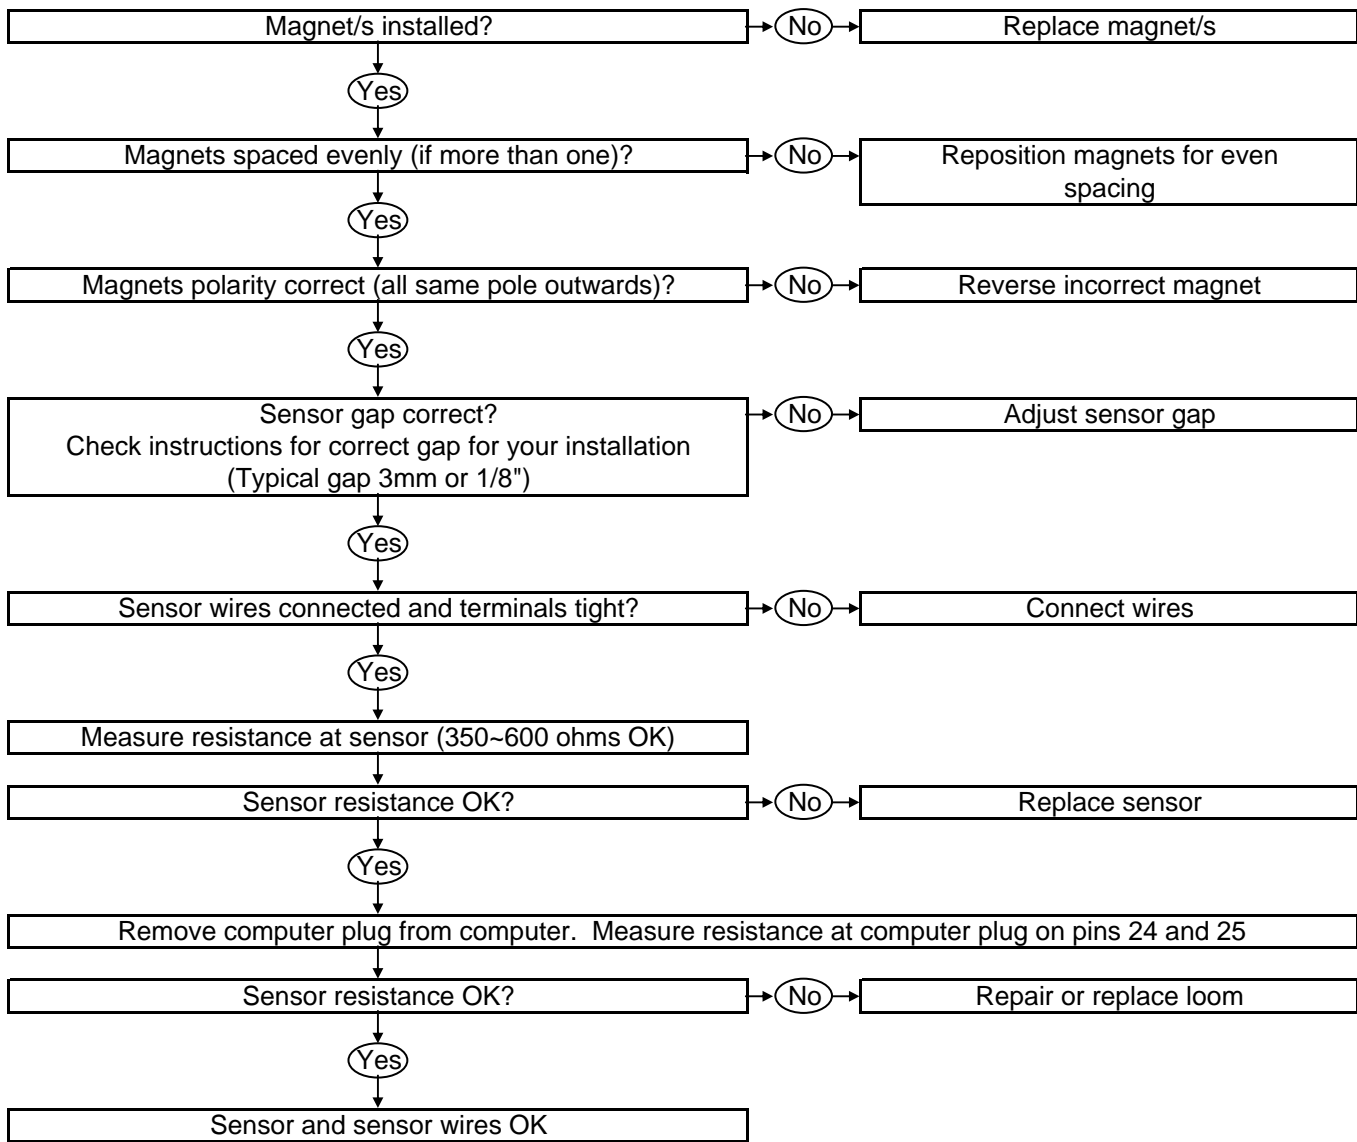 Magnet/s installed?
No
Replace magnet/s
Yes
Magnets spaced evenly (if more than one)?
No
Reposition magnets for even
spacing
Yes
Magnets polarity correct (all same pole outwards)?
No
Reverse incorrect magnet
Yes
Sensor gap correct?
Check instructions for correct gap for your installation
(Typical gap 3mm or 1/8")
No
Adjust sensor gap
Yes
Sensor wires connected and terminals tight?
No
Connect wires
Yes
Measure resistance at sensor (350~600 ohms OK)
Sensor resistance OK?
No
Replace sensor
Yes
Remove computer plug from computer.  Measure resistance at computer plug on pins 24 and 25
Sensor resistance OK?
No
Repair or replace loom
Yes
Sensor and sensor wires OK